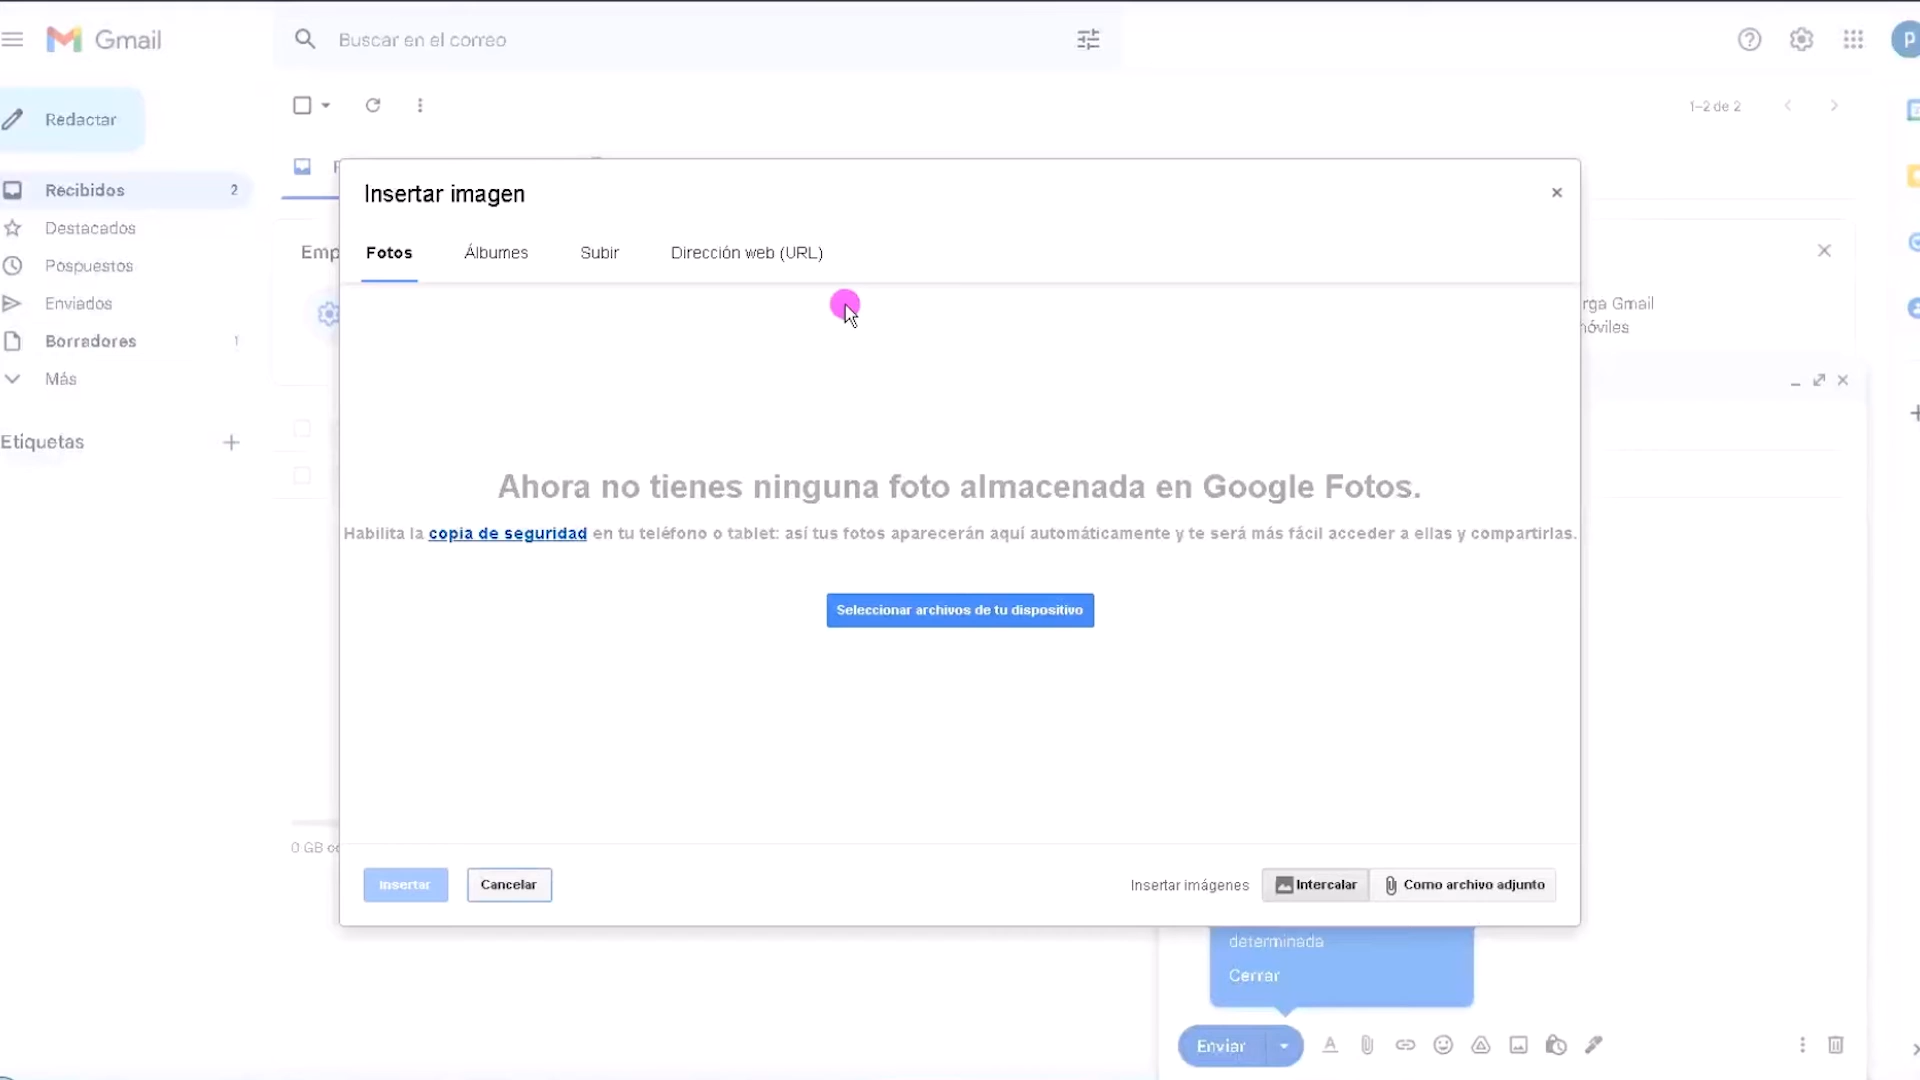 Gmail
Buscar en el correo
P
Redactar
1–2 de 2
Recibidos 2
Destacados
Pospuestos
Enviados
Borradores 1
Más
Etiquetas +
Insertar imagen
Fotos Álbumes Subir Dirección web (URL)
Ahora no tienes ninguna foto almacenada en Google Fotos.
Habilita la copia de seguridad en tu teléfono o tablet: así tus fotos aparecerán aquí automáticamente y te será más fácil acceder a ellas y compartirlas.
Seleccionar archivos de tu dispositivo
Insertar Cancelar Insertar imágenes Intercalar Como archivo adjunto
rga Gmail
móviles
0 GB
determinada
Cerrar
Enviar